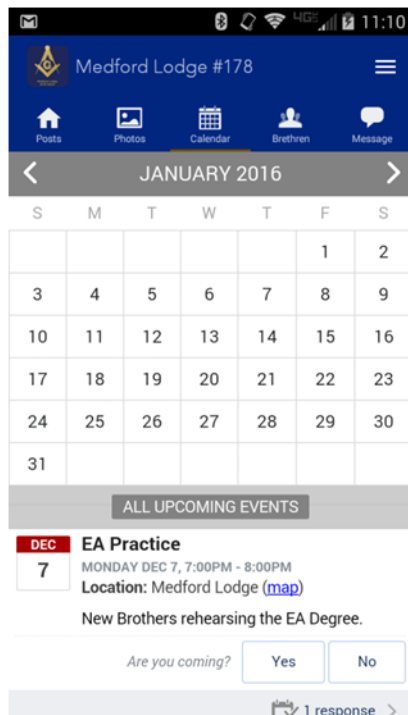 4G 11:10
Medford Lodge #178
Posts Photos Calendar Brethren Message
JANUARY 2016
S M T W T F S
1 2
3 4 5 6 7 8 9
10 11 12 13 14 15 16
17 18 19 20 21 22 23
24 25 26 27 28 29 30
31
ALL UPCOMING EVENTS
DEC EA Practice
7 MONDAY DEC 7, 7:00PM - 8:00PM
Location: Medford Lodge (map)
New Brothers rehearsing the EA Degree.
Are you coming? Yes No
1 response